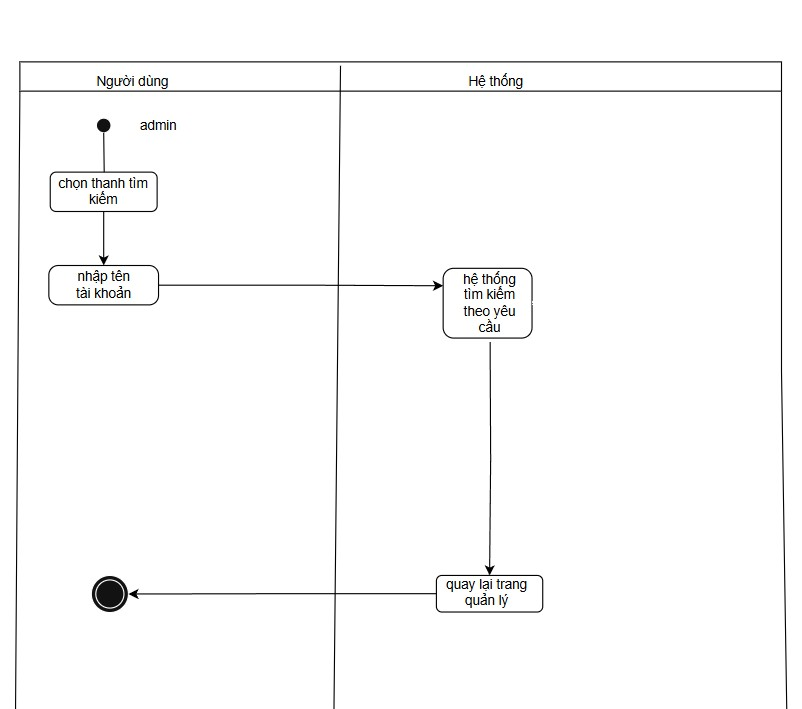 Người dùng
Hệ thống
admin
chọn thanh tìm
kiếm
nhập tên
tài khoản
hệ thống
tìm kiếm
theo yêu
cầu
quay lại trang
quản lý